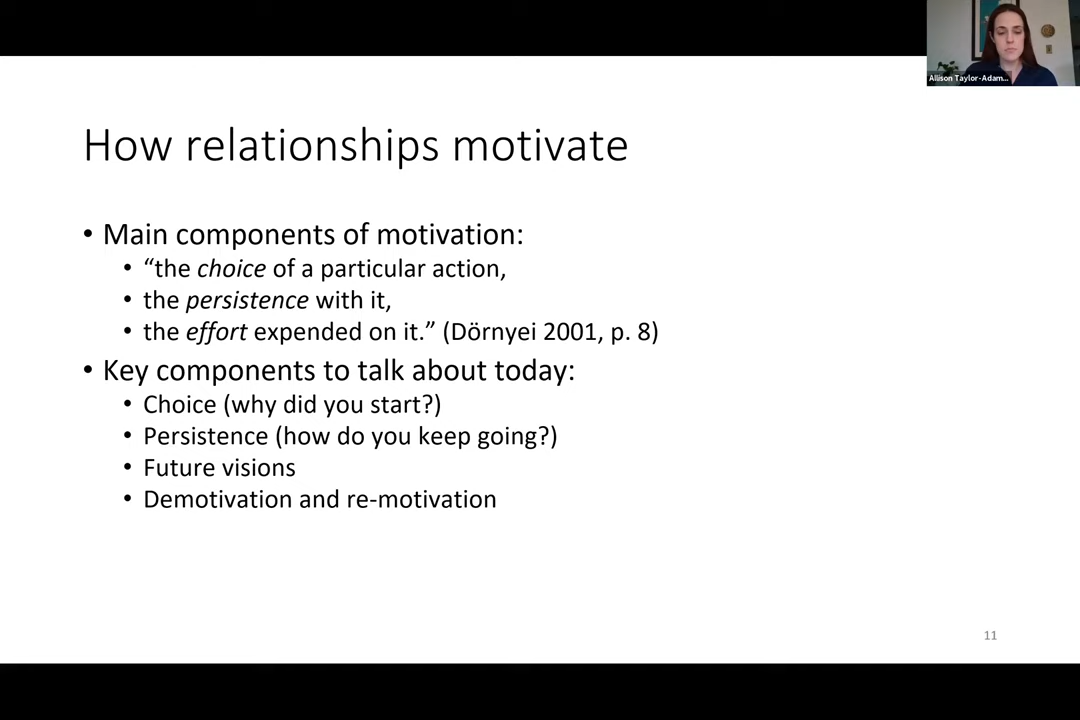 Allison Taylor-Adam...
How relationships motivate
• Main components of motivation:
• “the choice of a particular action,
• the persistence with it,
• the effort expended on it.” (Dörnyei 2001, p. 8)
• Key components to talk about today:
• Choice (why did you start?)
• Persistence (how do you keep going?)
• Future visions
• Demotivation and re-motivation
11